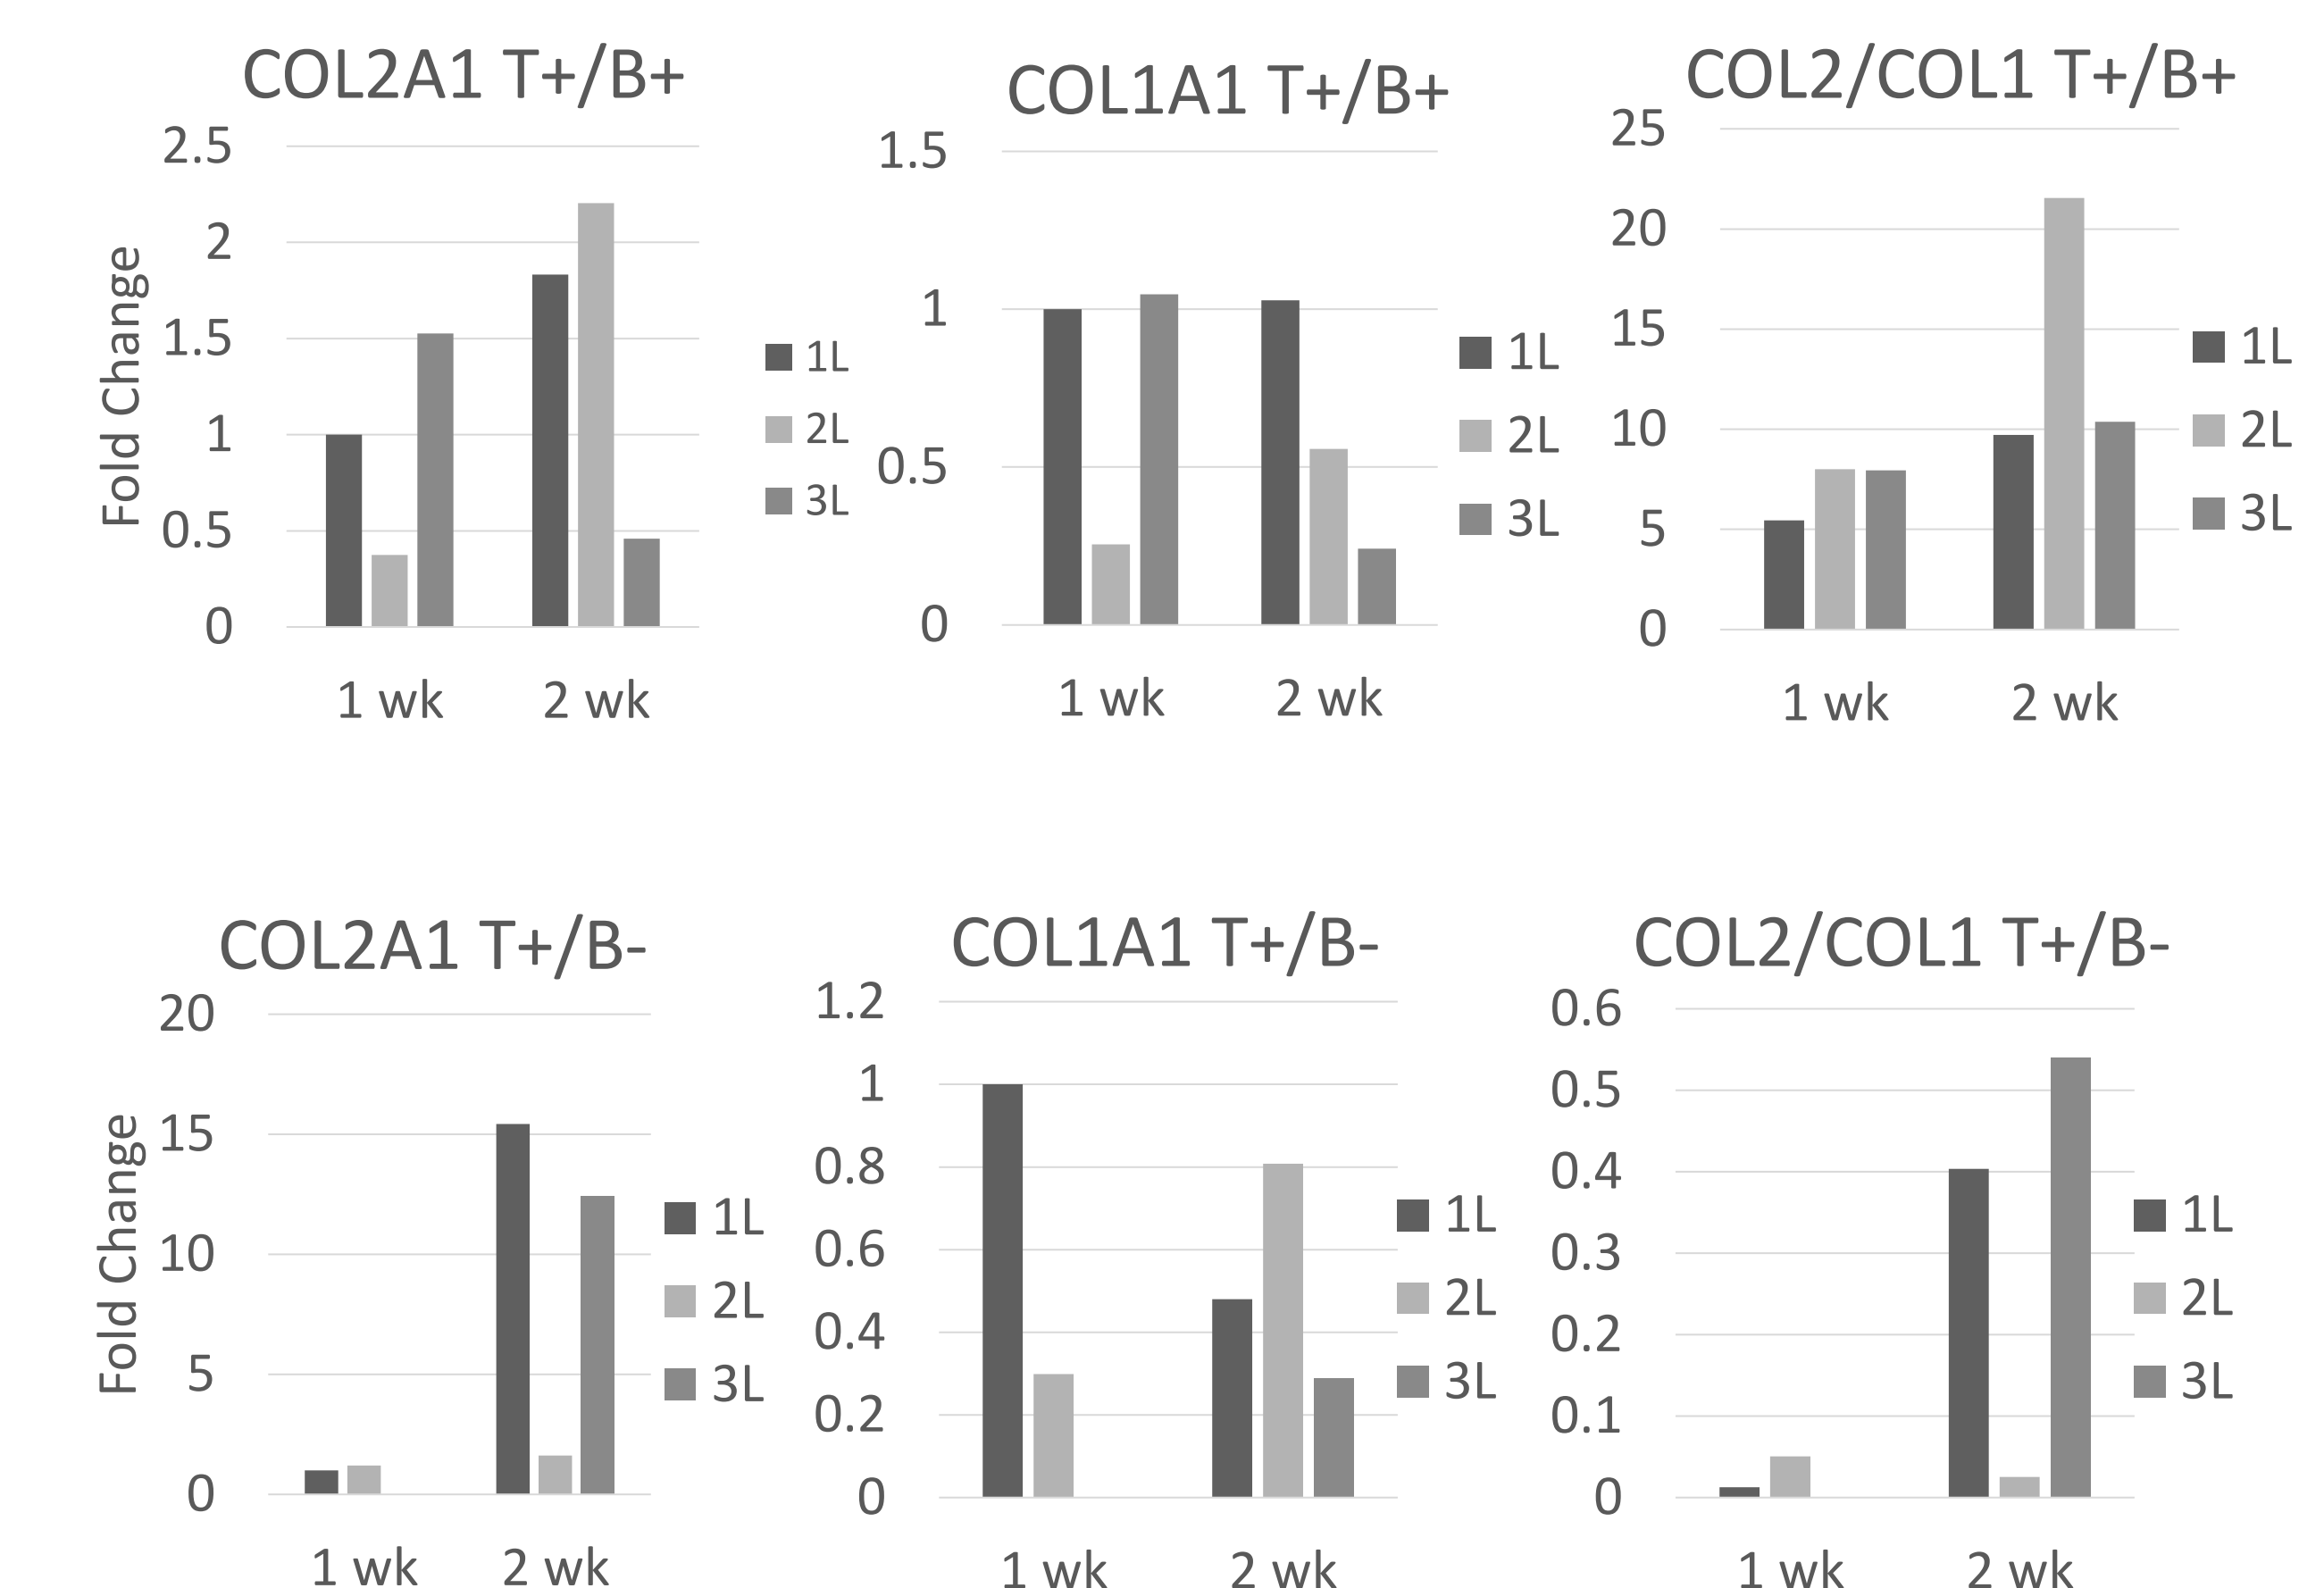 COL2A1 T+/B+
2.5
2
1.5
1
0.5
0
Fold Change
1 wk
2 wk
1L
2L
3L
COL1A1 T+/B+
1.5
1
0.5
0
1 wk
2 wk
1L
2L
3L
COL2/COL1 T+/B+
25
20
15
10
5
0
1 wk
2 wk
1L
2L
3L
COL2A1 T+/B-
20
15
10
5
0
Fold Change
1 wk
2 wk
1L
2L
3L
COL1A1 T+/B-
1.2
1
0.8
0.6
0.4
0.2
0
1 wk
2 wk
1L
2L
3L
COL2/COL1 T+/B-
0.6
0.5
0.4
0.3
0.2
0.1
0
1 wk
2 wk
1L
2L
3L